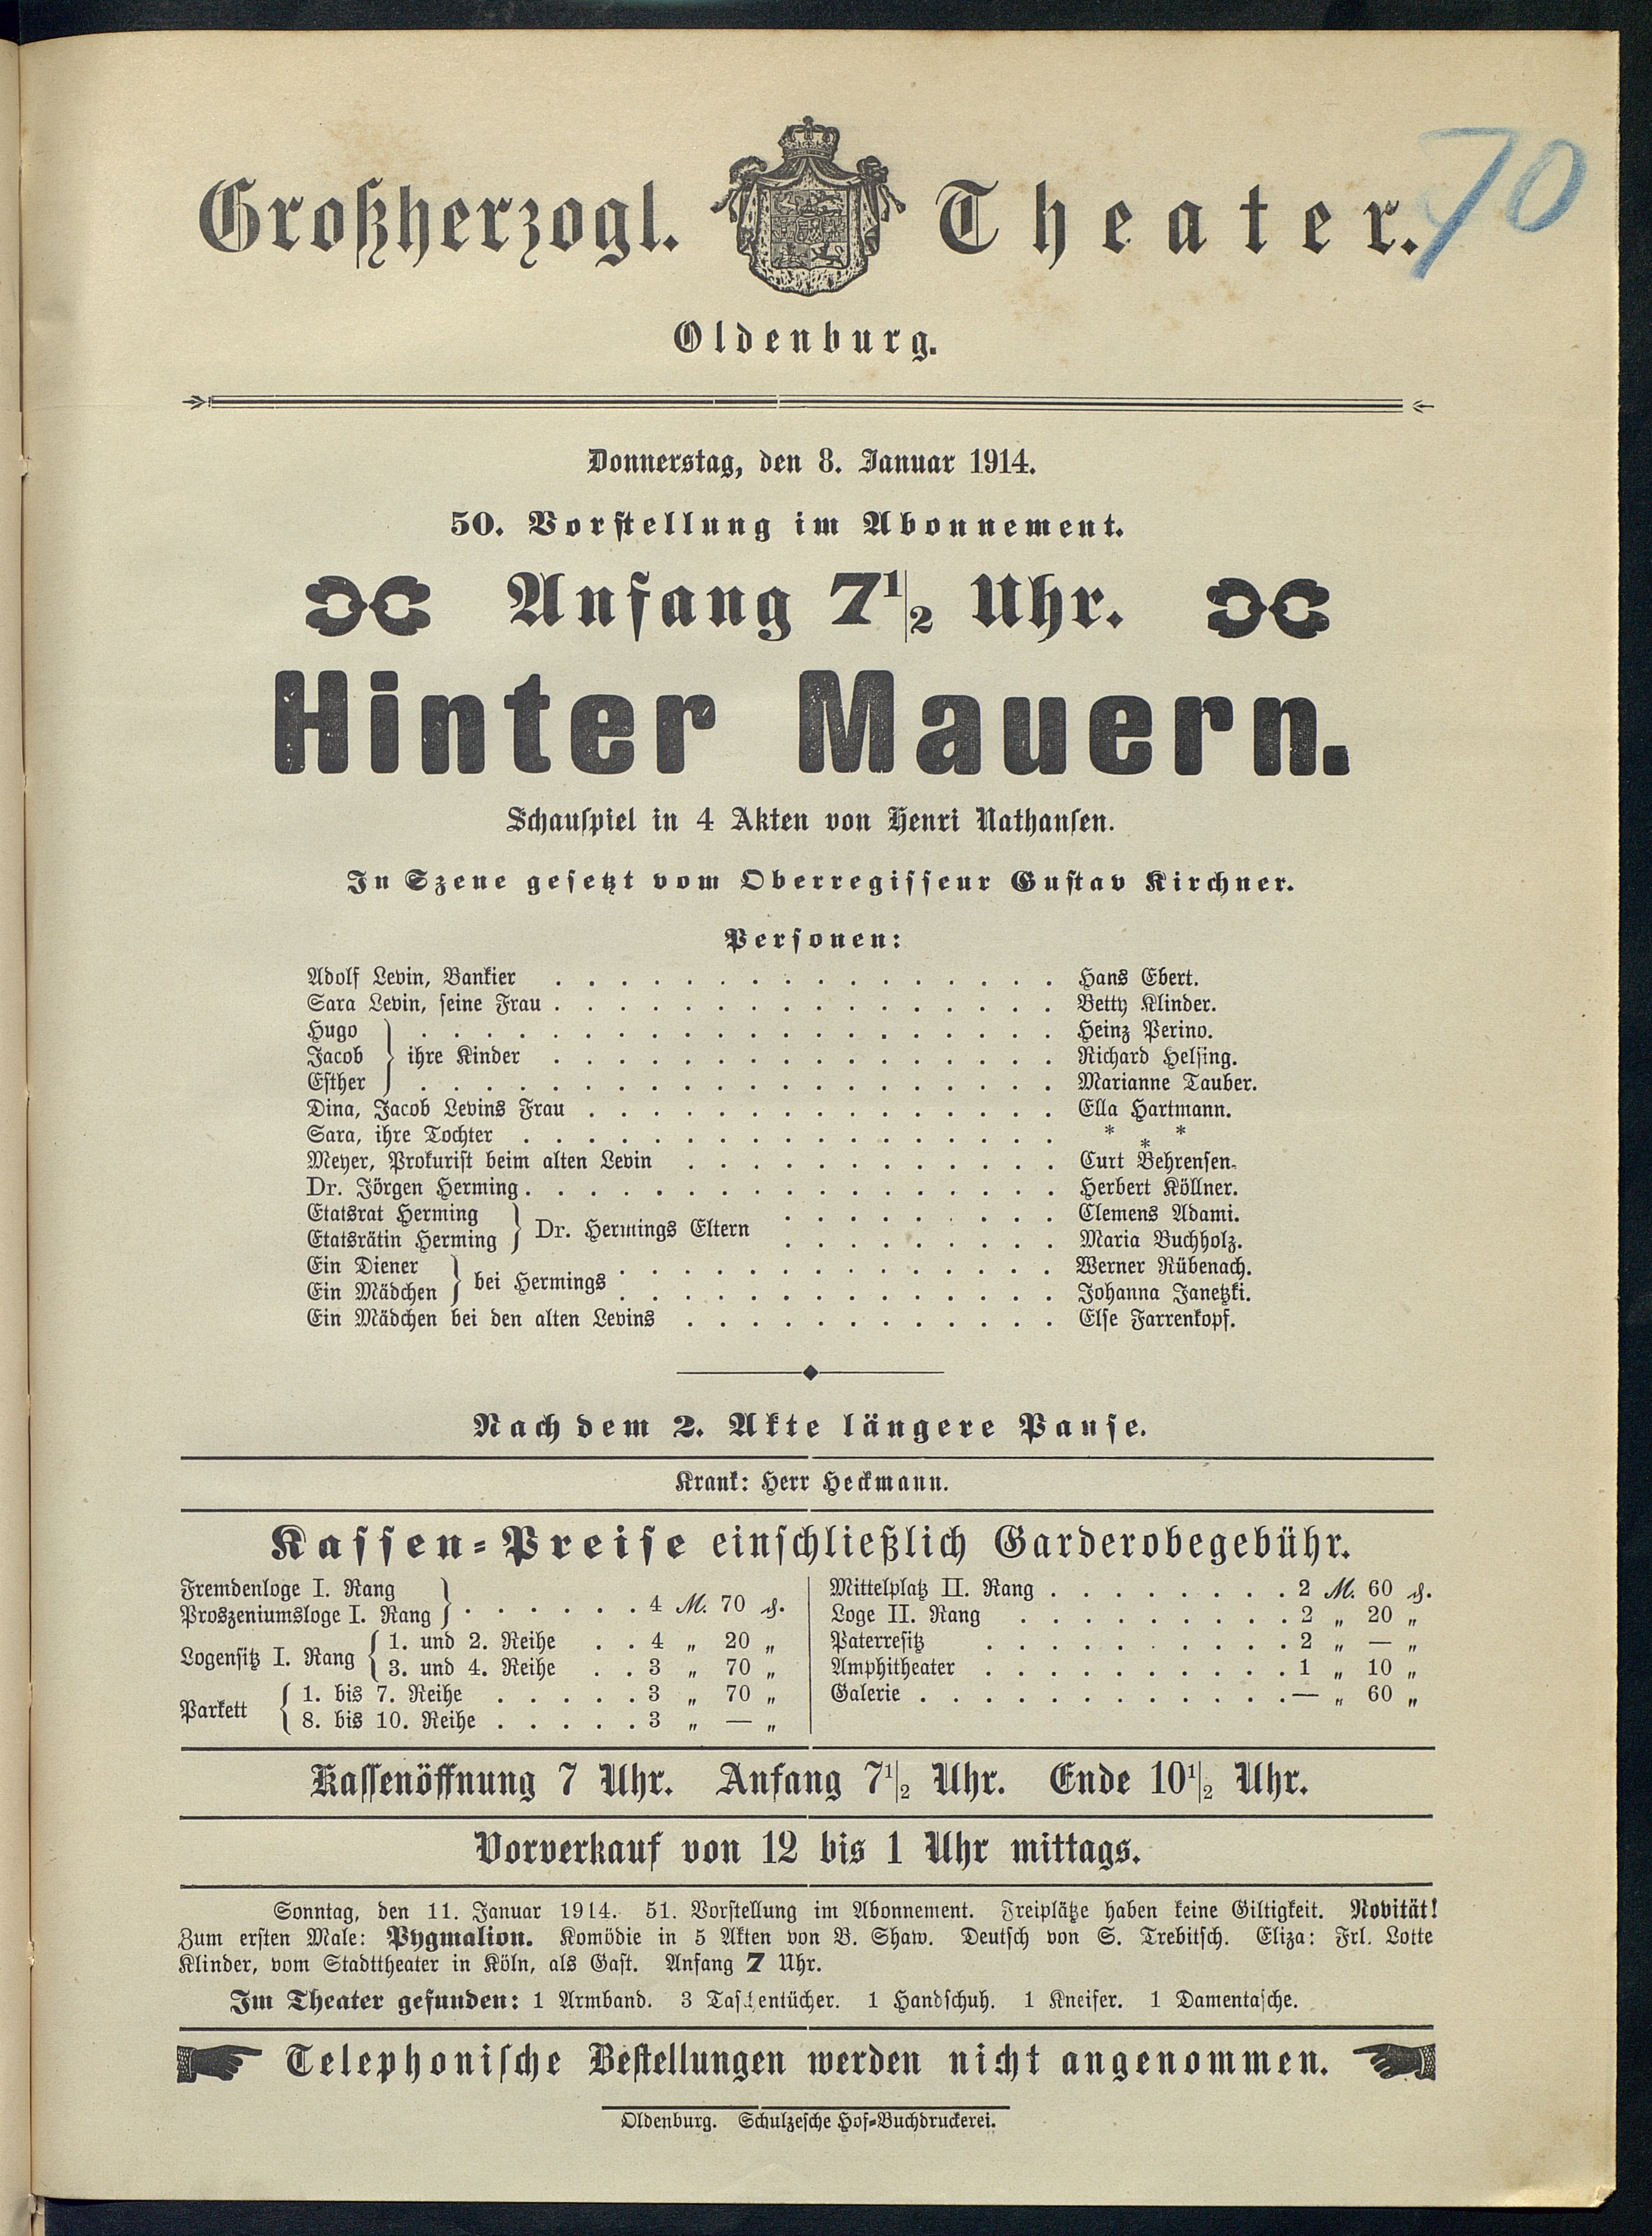 Großherzogl. Theater.
70
Oldenburg.
Donnerstag, den 8. Januar 1914.
50. Vorstellung im Abonnement.
Anfang 7 1/2 Uhr.
Hinter Mauern.
Schauspiel in 4 Akten von Henri Nathansen.
In Szene gesetzt vom Oberregisseur Gustav Kirchner.
Personen:
Adolf Levin, Bankier . . . . . . . . . . . . . . . . Hans Ebert.
Sara Levin, seine Frau . . . . . . . . . . . . . . . . Betty Klinder.
Hugo . . . . . . . . . . . . . . . . . . . . Heinz Perino.
Jacob } ihre Kinder . . . . . . . . . . . . . . . . Richard Helsing.
Esther . . . . . . . . . . . . . . . . . . . . Marianne Tauber.
Dina, Jacob Levins Frau . . . . . . . . . . . . . . . Ella Hartmann.
Sara, ihre Tochter . . . . . . . . . . . . . . . . . * * *
Meyer, Prokurist beim alten Levin . . . . . . . . . . . . Curt Behrensen.
Dr. Jörgen Herming . . . . . . . . . . . . . . . . . Herbert Köllner.
Etatsrat Herming } Dr. Hermings Eltern . . . . . . . . . Clemens Adami.
Etatsrätin Herming . . . . . . . . . Maria Buchholz.
Ein Diener } bei Hermings . . . . . . . . . . . . . . Werner Rübenach.
Ein Mädchen . . . . . . . . . . . . . . Johanna Janetzki.
Ein Mädchen bei den alten Levins . . . . . . . . . . . . Else Farrenkopf.
Nach dem 2. Akte längere Pause.
Krank: Herr Heckmann.
Kassen-Preise einschließlich Garderobegebühr.
Fremdenloge I. Rang
Proszeniumsloge I. Rang } . . . . . . 4 M. 70 ₰.
Logensitz I. Rang { 1. und 2. Reihe . . 4 „ 20 „
3. und 4. Reihe . . 3 „ 70 „
Parkett { 1. bis 7. Reihe . . . . . 3 „ 70 „
8. bis 10. Reihe . . . . . 3 „ — „
Mittelplatz II. Rang . . . . . . . . 2 M. 60 ₰.
Loge II. Rang . . . . . . . . . 2 „ 20 „
Paterresitz . . . . . . . . . . 2 „ — „
Amphitheater . . . . . . . . . . 1 „ 10 „
Galerie . . . . . . . . . . . . — „ 60 „
Kassenöffnung 7 Uhr. Anfang 7 1/2 Uhr. Ende 10 1/2 Uhr.
Vorverkauf von 12 bis 1 Uhr mittags.
Sonntag, den 11. Januar 1914. 51. Vorstellung im Abonnement. Freiplätze haben keine Giltigkeit. Novität!
Zum ersten Male: Pygmalion. Komödie in 5 Akten von B. Shaw. Deutsch von S. Trebitsch. Eliza: Frl. Lotte
Klinder, vom Stadttheater in Köln, als Gast. Anfang 7 Uhr.
Im Theater gefunden: 1 Armband. 3 Taschentücher. 1 Handschuh. 1 Kneifer. 1 Damentasche.
Telephonische Bestellungen werden nicht angenommen.
Oldenburg. Schulzesche Hof-Buchdruckerei.